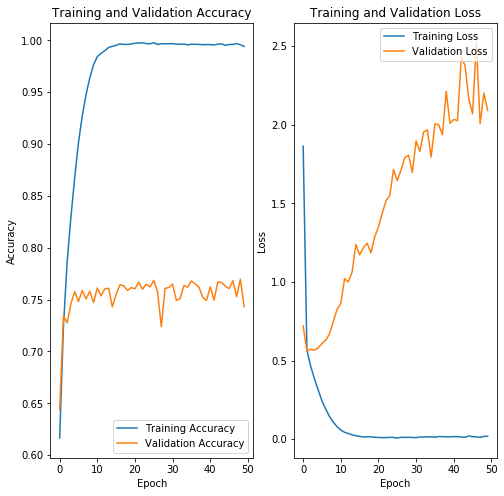 Training and Validation Accuracy
1.00
0.95
0.90
0.85
0.80
0.75
0.70
0.65
0.60
Accuracy
0 10 20 30 40 50
Epoch
Training Accuracy
Validation Accuracy
Training and Validation Loss
2.5
2.0
1.5
1.0
0.5
0.0
Loss
0 10 20 30 40 50
Epoch
Training Loss
Validation Loss